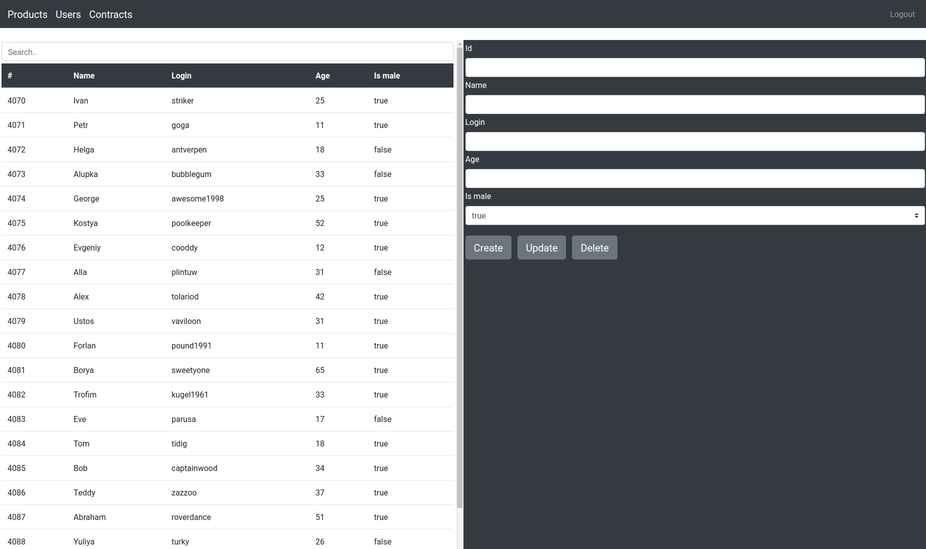 Products Users Contracts Logout
Search..
# Name Login Age Is male
4070 Ivan striker 25 true
4071 Petr goga 11 true
4072 Helga antverpen 18 false
4073 Alupka bubblegum 33 false
4074 George awesome1998 25 true
4075 Kostya poolkeeper 52 true
4076 Evgeniy cooddy 12 true
4077 Alla plintuw 31 false
4078 Alex tolariod 42 true
4079 Ustos vaviloon 31 true
4080 Forlan pound1991 11 true
4081 Borya sweetyone 65 true
4082 Trofim kugel1961 33 true
4083 Eve parusa 17 false
4084 Tom tidig 18 true
4085 Bob captainwood 34 true
4086 Teddy zazzoo 37 true
4087 Abraham roverdance 51 true
4088 Yuliya turky 26 false
Id
Name
Login
Age
Is male
true
Create Update Delete